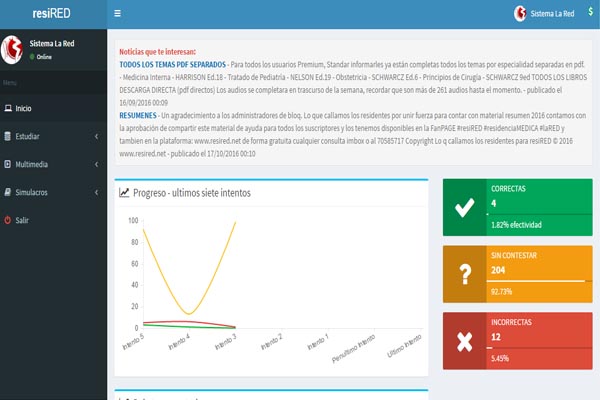 resiRED
☰
Sistema La Red
$
Sistema La Red
Online
Menu
Inicio
Estudiar
Multimedia
Simulacros
Salir
Noticias que te interesan:
TODOS LOS TEMAS PDF SEPARADOS - Para todos los usuarios Premium, Standar informarles ya están completas todos los temas por especialidad separadas en pdf.
- Medicina Interna - HARRISON Ed.18 - Tratado de Pediatria - NELSON Ed.19 - Obstetricia - SCHWARCZ Ed.6 - Principios de Cirugía - SCHWARCZ 9ed TODOS LOS LIBROS
DESCARGA DIRECTA (pdf directos) Los audios se completara en trascurso de la semana, recordar que son más de 261 audios hasta el momento. - publicado el
16/09/2016 00:09
RESUMENES - Un agradecimiento a los administradores de bloq. Lo que callamos los residentes por unir fuerza para contar con material resumen 2016 contamos con
la aprobación de compartir este material de ayuda para todos los suscriptores y los tenemos disponibles en la FanPAGE #resiRED #residenciaMEDICA #laRED y
tambien en la plataforma: www.resired.net de forma gratuita cualquier consulta imbox o al 70585717 Copyright Lo q callamos los residentes para resiRED © 2016
www.resired.net - publicado el 17/10/2016 00:10
Progreso - ultimos siete intentos
100
80
60
40
20
0
Intento 5
Intento 4
Intento 3
Intento 2
Intento 1
Penultimo Intento
Ultimo Intento
CORRECTAS
4
1.82% efectividad
SIN CONTESTAR
204
92.73%
INCORRECTAS
12
5.45%